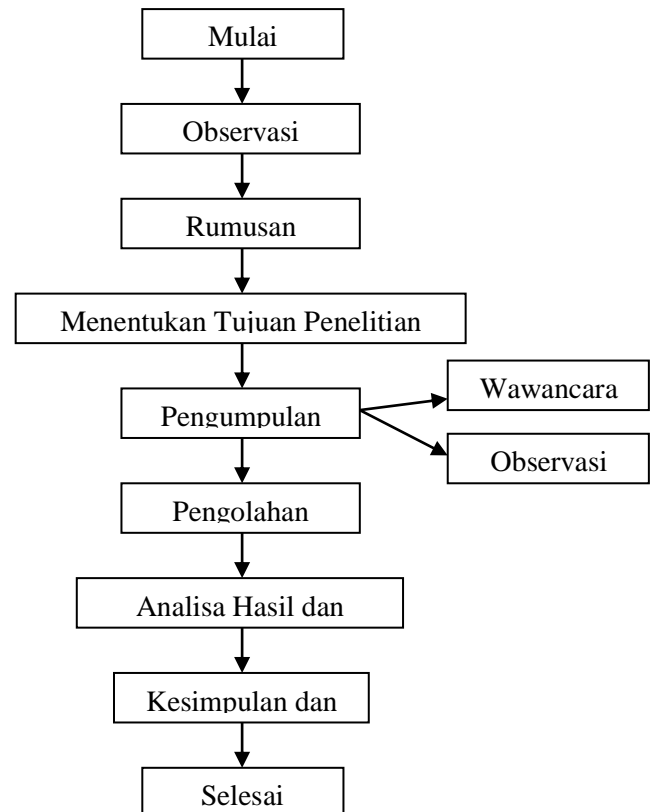 Mulai
Observasi
Rumusan
Menentukan Tujuan Penelitian
Pengumpulan
Wawancara
Observasi
Pengolahan
Analisa Hasil dan
Kesimpulan dan
Selesai